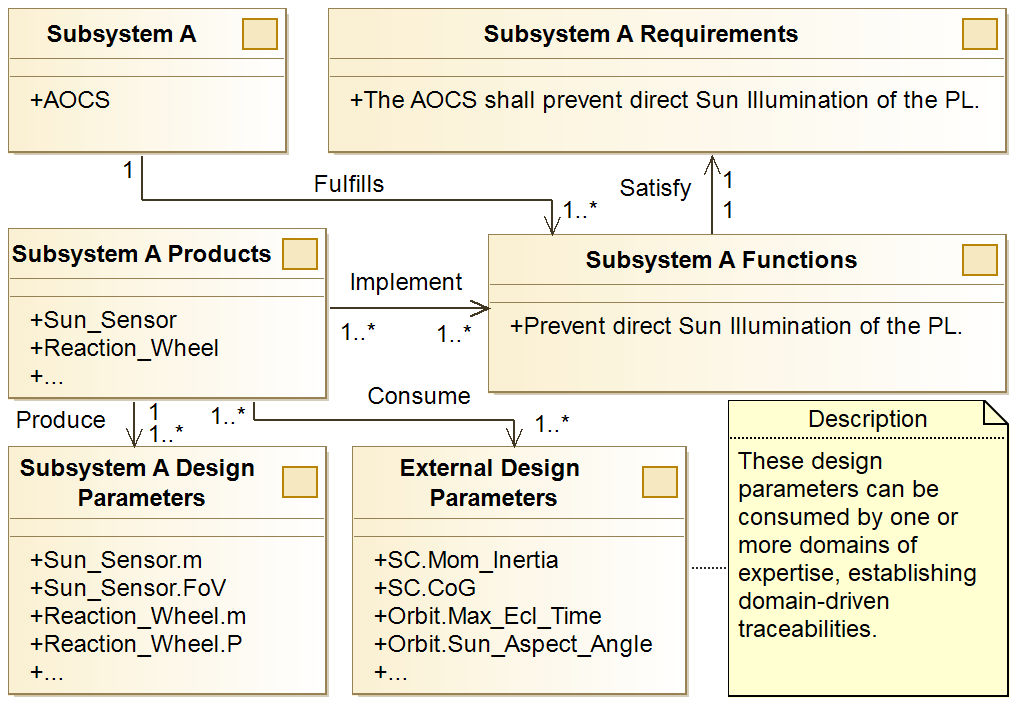 Subsystem A
+AOCS
Subsystem A Requirements
+The AOCS shall prevent direct Sun Illumination of the PL.
1
Fulfills
1..*
Satisfy
1
1
Subsystem A Products
+Sun_Sensor
+Reaction_Wheel
+...
Implement
1..*
1..*
Subsystem A Functions
+Prevent direct Sun Illumination of the PL.
Produce
1
1..*
1..*
Consume
1..*
Subsystem A Design
Parameters
+Sun_Sensor.m
+Sun_Sensor.FoV
+Reaction_Wheel.m
+Reaction_Wheel.P
+...
External Design
Parameters
+SC.Mom_Inertia
+SC.CoG
+Orbit.Max_Ecl_Time
+Orbit.Sun_Aspect_Angle
+...
Description
These design
parameters can be
consumed by one or
more domains of
expertise, establishing
domain-driven
traceabilities.